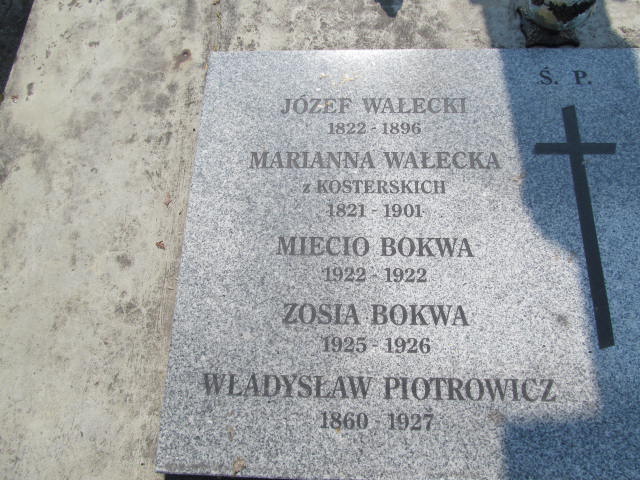 Ś. P.
JÓZEF WAŁECKI
1822 - 1896
MARIANNA WAŁECKA
z KOSTERSKICH
1821 - 1901
MIECIO BOKWA
1922 - 1922
ZOSIA BOKWA
1925 - 1926
WŁADYSŁAW PIOTROWICZ
1860 - 1927